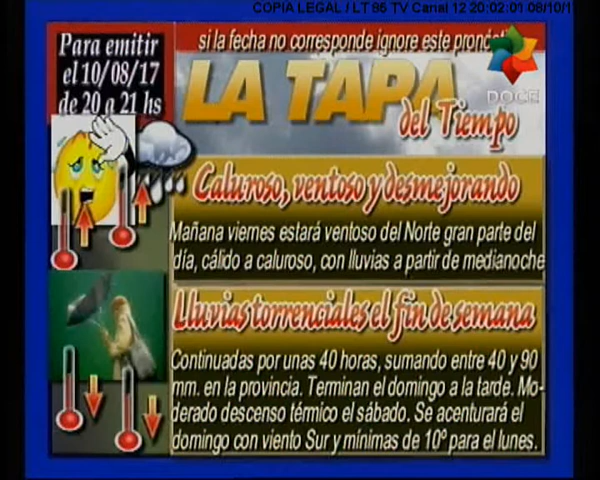 COPIA LEGAL / LT 85 TV Canal 12 20:02:01 08/10/1
Para emitir
el 10/08/17
de 20 a 21 hs
si la fecha no corresponde ignore este pronóst
LA TAPA
del Tiempo
DOCE
Caluroso, ventoso y desmejorando
Mañana viernes estará ventoso del Norte gran parte del
día, cálido a caluroso, con lluvias a partir de medianoche
Lluvias torrenciales el fin de semana
Continuadas por unas 40 horas, sumando entre 40 y 90
mm. en la provincia. Terminan el domingo a la tarde. Mo-
derado descenso térmico el sábado. Se acenturará el
domingo con viento Sur y mínimas de 10º para el lunes.